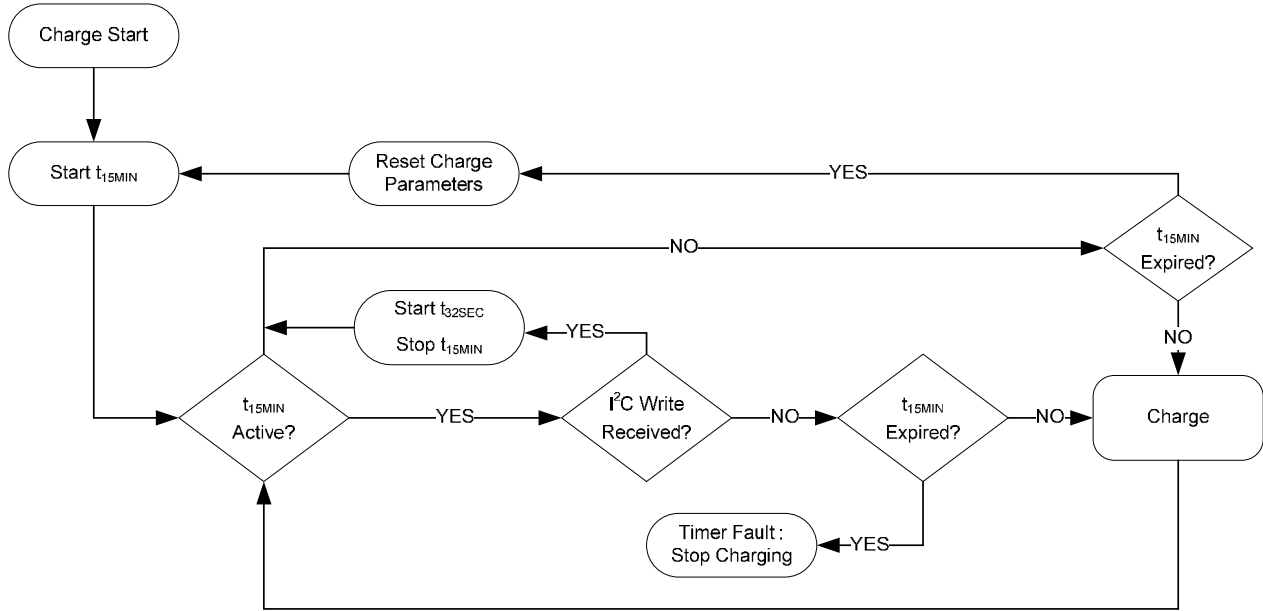 Charge Start
Start t15MIN
Reset Charge
Parameters
YES
t15MIN
Expired?
NO
Start t32SEC
Stop t15MIN
YES
NO
t15MIN
Active?
YES
I2C Write
Received?
NO
t15MIN
Expired?
NO
Charge
Timer Fault :
Stop Charging
YES